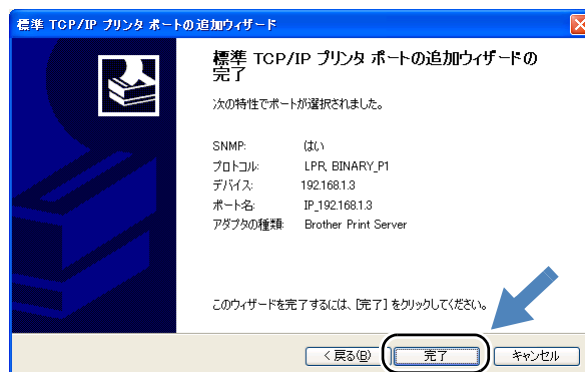 標準 TCP/IP プリンタ ポートの追加ウィザード
標準 TCP/IP プリンタ ポートの追加ウィザードの
完了
次の特性でポートが選択されました。
SNMP: はい
プロトコル: LPR, BINARY_P1
デバイス: 192.168.1.3
ポート名: IP_192.168.1.3
アダプタの種類: Brother Print Server
このウィザードを完了するには、[完了] をクリックしてください。
< 戻る(B) 完了 キャンセル